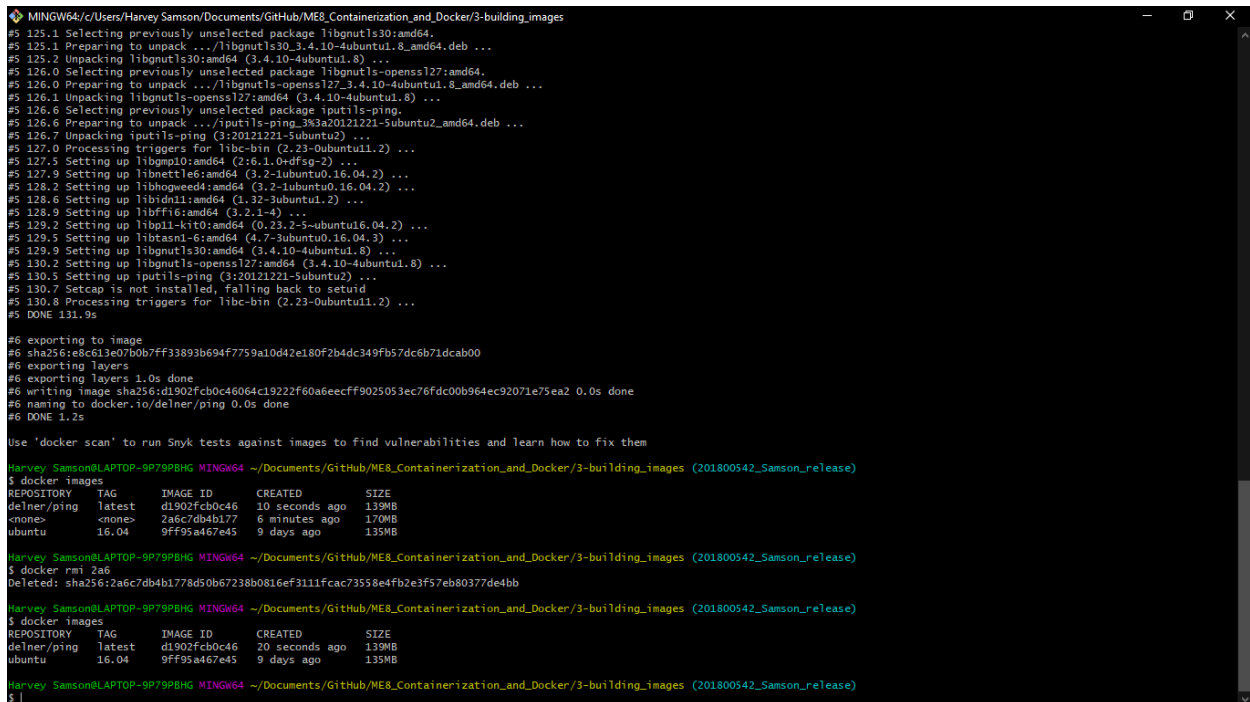 MINGW64:/c/Users/Harvey Samson/Documents/GitHub/ME8_Containerization_and_Docker/3-building_images
#5 125.1 Selecting previously unselected package libgnutls30:amd64.
#5 125.1 Preparing to unpack .../libgnutls30_3.4.10-4ubuntu1.8_amd64.deb ...
#5 125.2 Unpacking libgnutls30:amd64 (3.4.10-4ubuntu1.8) ...
#5 126.0 Selecting previously unselected package libgnutls-openssl27:amd64.
#5 126.0 Preparing to unpack .../libgnutls-openssl27_3.4.10-4ubuntu1.8_amd64.deb ...
#5 126.1 Unpacking libgnutls-openssl27:amd64 (3.4.10-4ubuntu1.8) ...
#5 126.6 Selecting previously unselected package iputils-ping.
#5 126.6 Preparing to unpack .../iputils-ping_3%3a20121221-5ubuntu2_amd64.deb ...
#5 126.7 Unpacking iputils-ping (3:20121221-5ubuntu2) ...
#5 127.0 Processing triggers for libc-bin (2.23-0ubuntu11.2) ...
#5 127.5 Setting up libgmp10:amd64 (2:6.1.0+dfsg-2) ...
#5 127.9 Setting up libnettle6:amd64 (3.2-1ubuntu0.16.04.2) ...
#5 128.2 Setting up libhogweed4:amd64 (3.2-1ubuntu0.16.04.2) ...
#5 128.6 Setting up libidn11:amd64 (1.32-3ubuntu1.2) ...
#5 128.9 Setting up libffi6:amd64 (3.2.1-4) ...
#5 129.2 Setting up libp11-kit0:amd64 (0.23.2-5~ubuntu16.04.2) ...
#5 129.5 Setting up libtasn1-6:amd64 (4.7-3ubuntu0.16.04.3) ...
#5 129.9 Setting up libgnutls30:amd64 (3.4.10-4ubuntu1.8) ...
#5 130.2 Setting up libgnutls-openssl27:amd64 (3.4.10-4ubuntu1.8) ...
#5 130.5 Setting up iputils-ping (3:20121221-5ubuntu2) ...
#5 130.7 Setcap is not installed, falling back to setuid
#5 130.8 Processing triggers for libc-bin (2.23-0ubuntu11.2) ...
#5 DONE 131.9s
#6 exporting to image
#6 sha256:e8c613e07b0b7ff33893b694f7759a10d42e180f2b4dc349fb57dc6b71dcab00
#6 exporting layers
#6 exporting layers 1.0s done
#6 writing image sha256:d1902fcb0c46064c19222f60a6eecff9025053ec76fdc00b964ec92071e75ea2 0.0s done
#6 naming to docker.io/delner/ping 0.0s done
#6 DONE 1.2s
Use 'docker scan' to run Snyk tests against images to find vulnerabilities and learn how to fix them
Harvey Samson@LAPTOP-9P79PBHG MINGW64 ~/Documents/GitHub/ME8_Containerization_and_Docker/3-building_images (201800542_Samson_release)
$ docker images
REPOSITORY TAG IMAGE ID CREATED SIZE
delner/ping latest d1902fcb0c46 10 seconds ago 139MB
<none> <none> 2a6c7db4b177 6 minutes ago 170MB
ubuntu 16.04 9ff95a467e45 9 days ago 135MB
Harvey Samson@LAPTOP-9P79PBHG MINGW64 ~/Documents/GitHub/ME8_Containerization_and_Docker/3-building_images (201800542_Samson_release)
$ docker rmi 2a6
Deleted: sha256:2a6c7db4b1778d50b67238b0816ef3111fcac73558e4fb2e3f57eb80377de4bb
Harvey Samson@LAPTOP-9P79PBHG MINGW64 ~/Documents/GitHub/ME8_Containerization_and_Docker/3-building_images (201800542_Samson_release)
$ docker images
REPOSITORY TAG IMAGE ID CREATED SIZE
delner/ping latest d1902fcb0c46 20 seconds ago 139MB
ubuntu 16.04 9ff95a467e45 9 days ago 135MB
Harvey Samson@LAPTOP-9P79PBHG MINGW64 ~/Documents/GitHub/ME8_Containerization_and_Docker/3-building_images (201800542_Samson_release)
$